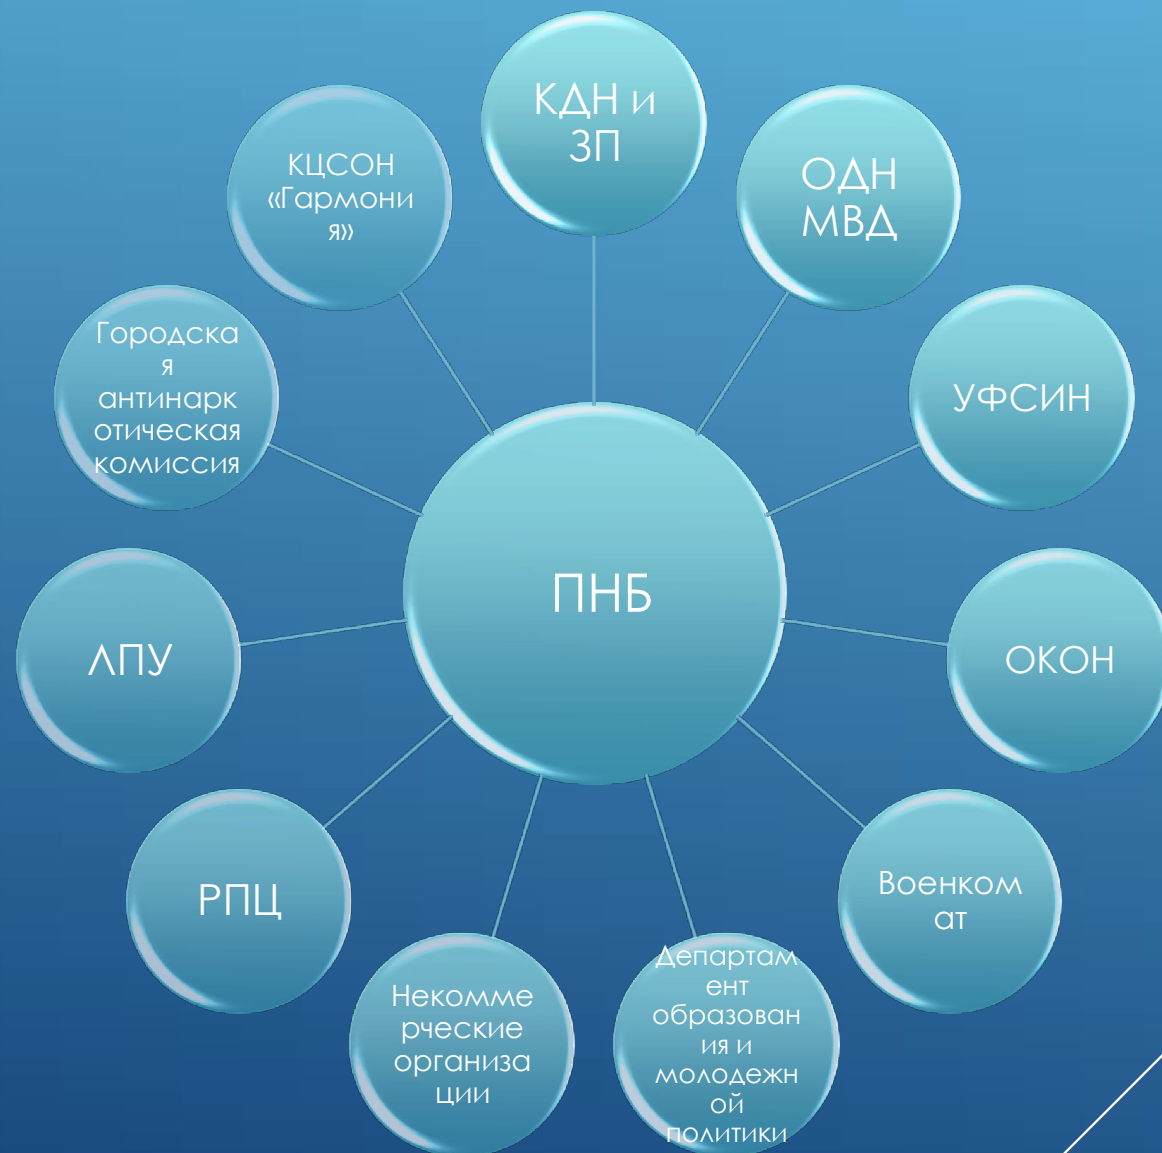 КДН и
ЗП
ОДН
МВД
УФСИН
ОКОН
Военком
ат
Департам
ент
образован
ия и
молодежн
ой
политики
Некомме
рческие
организа
ции
РПЦ
ЛПУ
Городска
я
антинарк
отическая
комиссия
КЦСОН
«Гармони
я»
ПНБ